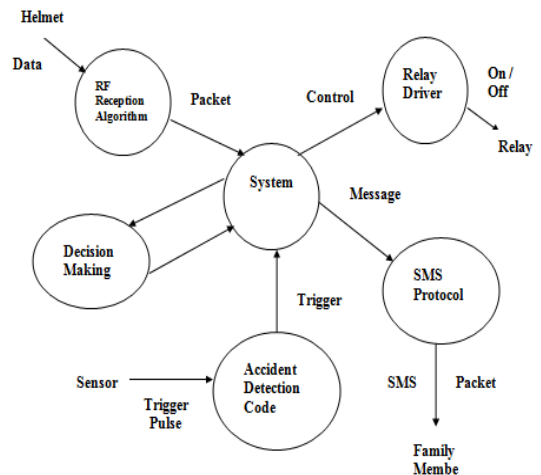 Helmet
Data
RF
Reception
Algorithm
Packet
Control
Relay
Driver
On /
Off
Relay
System
Message
Decision
Making
SMS
Protocol
Trigger
Sensor
Trigger
Pulse
Accident
Detection
Code
SMS Packet
Family
Membe